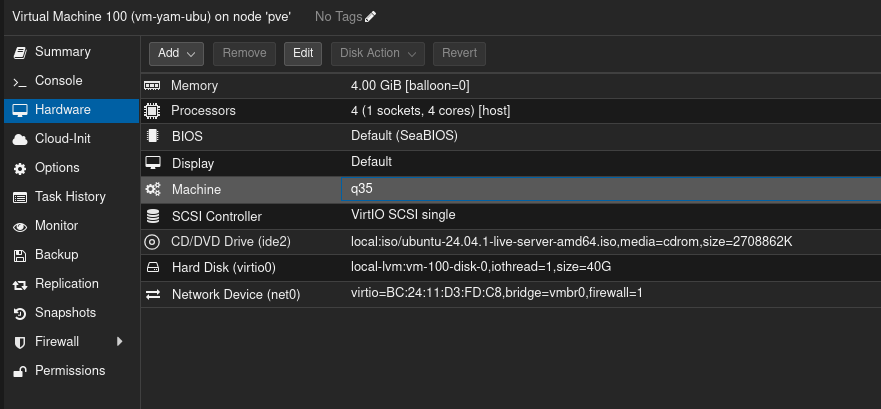 Virtual Machine 100 (vm-yam-ubu) on node 'pve' No Tags
Summary
Console
Hardware
Cloud-Init
Options
Task History
Monitor
Backup
Replication
Snapshots
Firewall
Permissions
Add Remove Edit Disk Action Revert
Memory 4.00 GiB [balloon=0]
Processors 4 (1 sockets, 4 cores) [host]
BIOS Default (SeaBIOS)
Display Default
Machine q35
SCSI Controller VirtIO SCSI single
CD/DVD Drive (ide2) local:iso/ubuntu-24.04.1-live-server-amd64.iso,media=cdrom,size=2708862K
Hard Disk (virtio0) local-lvm:vm-100-disk-0,iothread=1,size=40G
Network Device (net0) virtio=BC:24:11:D3:FD:C8,bridge=vmbr0,firewall=1